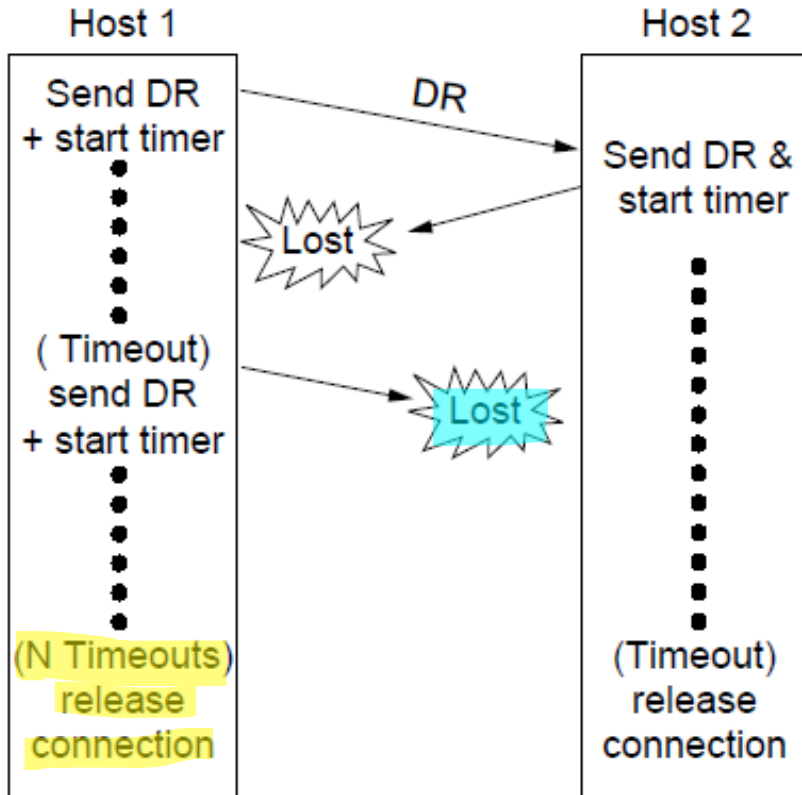 Host 1
Host 2
Send DR
+ start timer
DR
Send DR &
start timer
Lost
( Timeout)
send DR
+ start timer
Lost
(N Timeouts)
release
connection
(Timeout)
release
connection